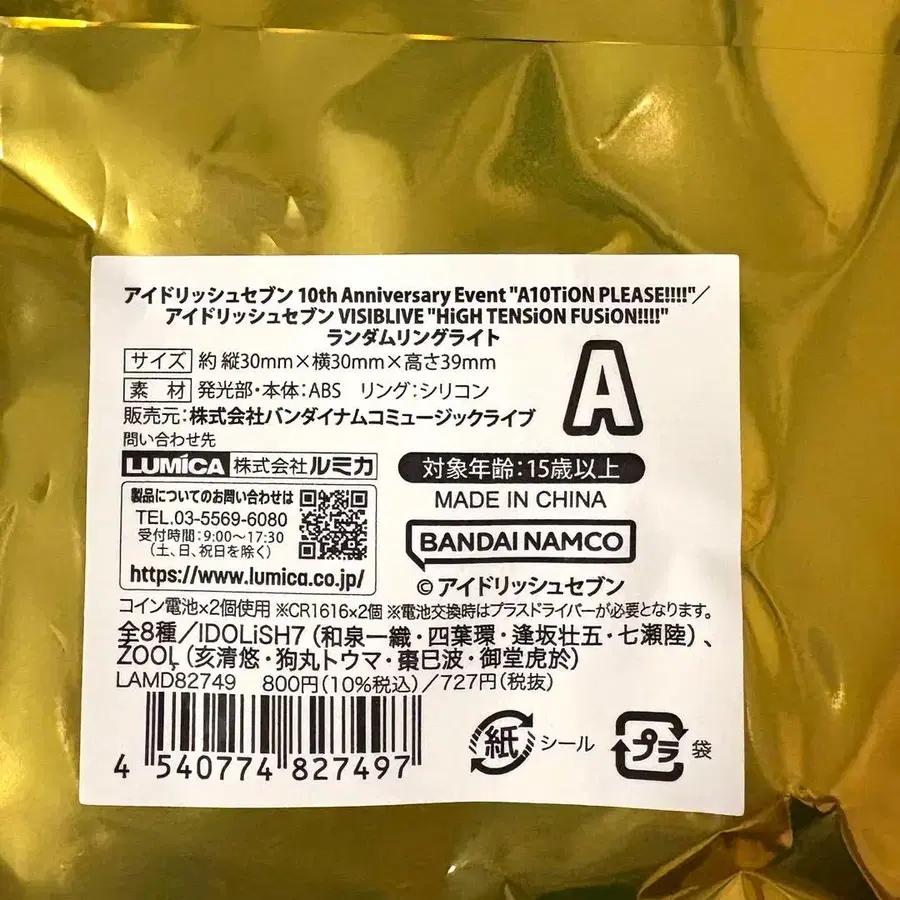 アイドリッシュセブン 10th Anniversary Event "A10TiON PLEASE!!!!"/
アイドリッシュセブン VISIBLIVE "HiGH TENSiON FUSiON!!!!"
ランダムリングライト
サイズ 約 縦30mm×横30mm×高さ39mm
素 材 発光部・本体：ABS リング：シリコン
A
販売元：株式会社バンダイナムコミュージックライブ
問い合わせ先
LUMICA 株式会社ルミカ
対象年齢：15歳以上
製品についてのお問い合わせは
TEL.03-5569-6080
受付時間：9:00～17:30
（土、日、祝日を除く）
https://www.lumica.co.jp/
MADE IN CHINA
BANDAI NAMCO
© アイドリッシュセブン
コイン電池×2個使用 ※CR1616×2個 ※電池交換時はプラスドライバーが必要となります。
全8種/IDOLiSH7（和泉一織・四葉環・逢坂壮五・七瀬陸）、
ŹOOĻ（亥清悠・狗丸トウマ・棗巳波・御堂虎於）
LAMD82749 800円（10%税込）/727円（税抜）
4 540774 827497
紙 シール
プラ 袋